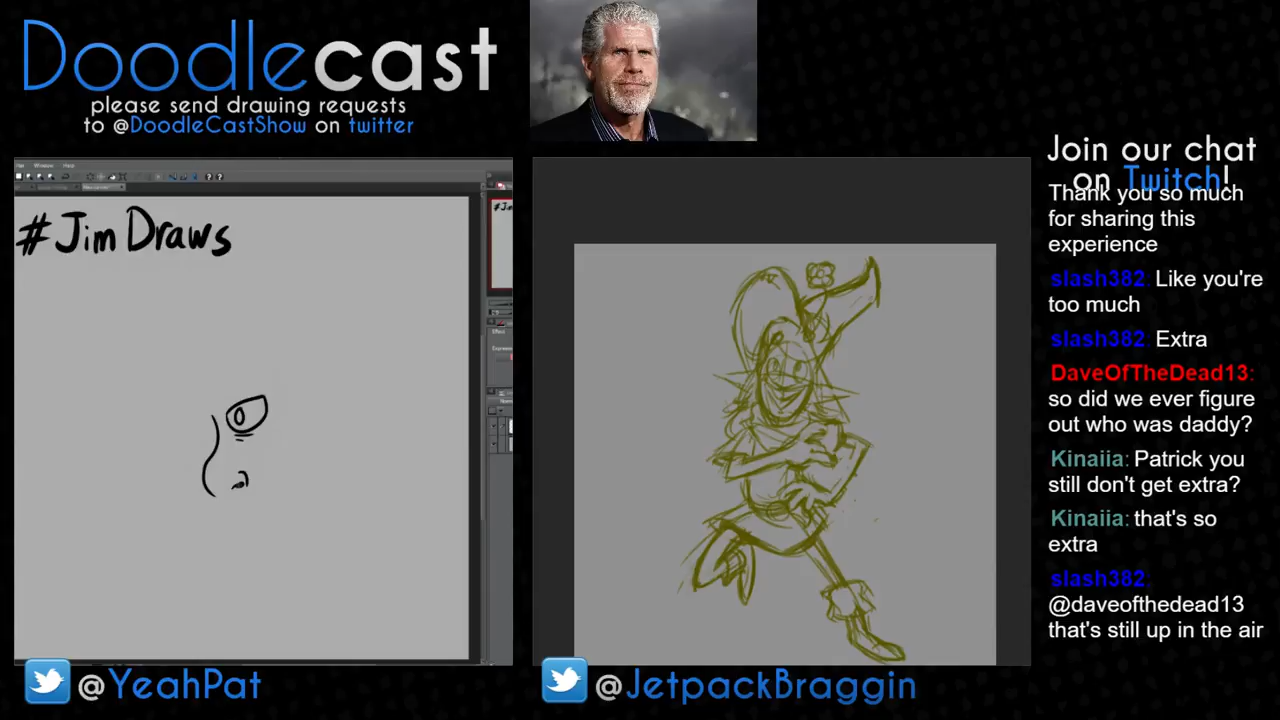 Doodlecast
please send drawing requests
to @DoodleCastShow on twitter
#JimDraws
Join our chat
on Twitch!
Thank you so much
for sharing this
experience
slash382: Like you're
too much
slash382: Extra
DaveOfTheDead13:
so did we ever figure
out who was daddy?
Kinaiia: Patrick you
still don't get extra?
Kinaiia: that's so
extra
slash382:
@daveofthedead13
that's still up in the air
@YeahPat
@JetpackBraggin